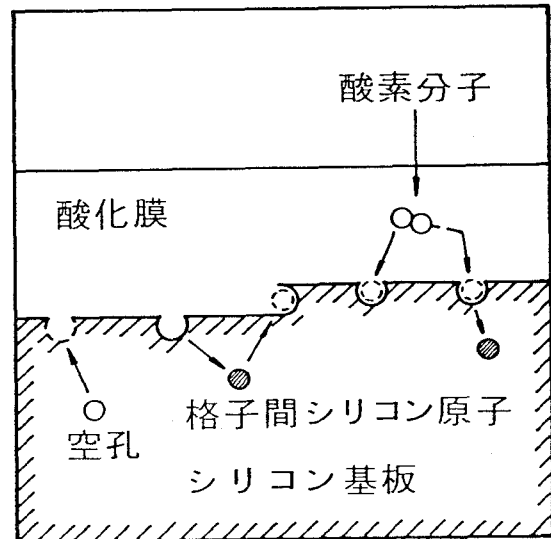 酸素分子
酸化膜
格子間シリコン原子
空孔
シリコン基板